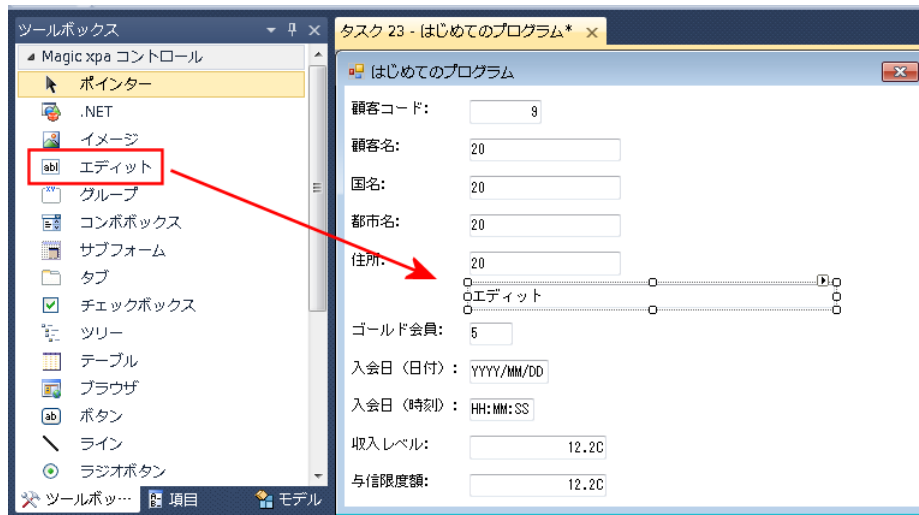 ツールボックス
Magic xpa コントロール
ポインター
.NET
イメージ
abl エディット
XY グループ
コンボボックス
サブフォーム
タブ
チェックボックス
ツリー
テーブル
ブラウザ
ab ボタン
ライン
ラジオボタン
ツールボッ… 項目 モデル
タスク 23 - はじめてのプログラム*
はじめてのプログラム
顧客コード: 9
顧客名: 20
国名: 20
都市名: 20
住所: 20
エディット
ゴールド会員: 5
入会日（日付）: YYYY/MM/DD
入会日（時刻）: HH:MM:SS
収入レベル: 12.2C
与信限度額: 12.2C